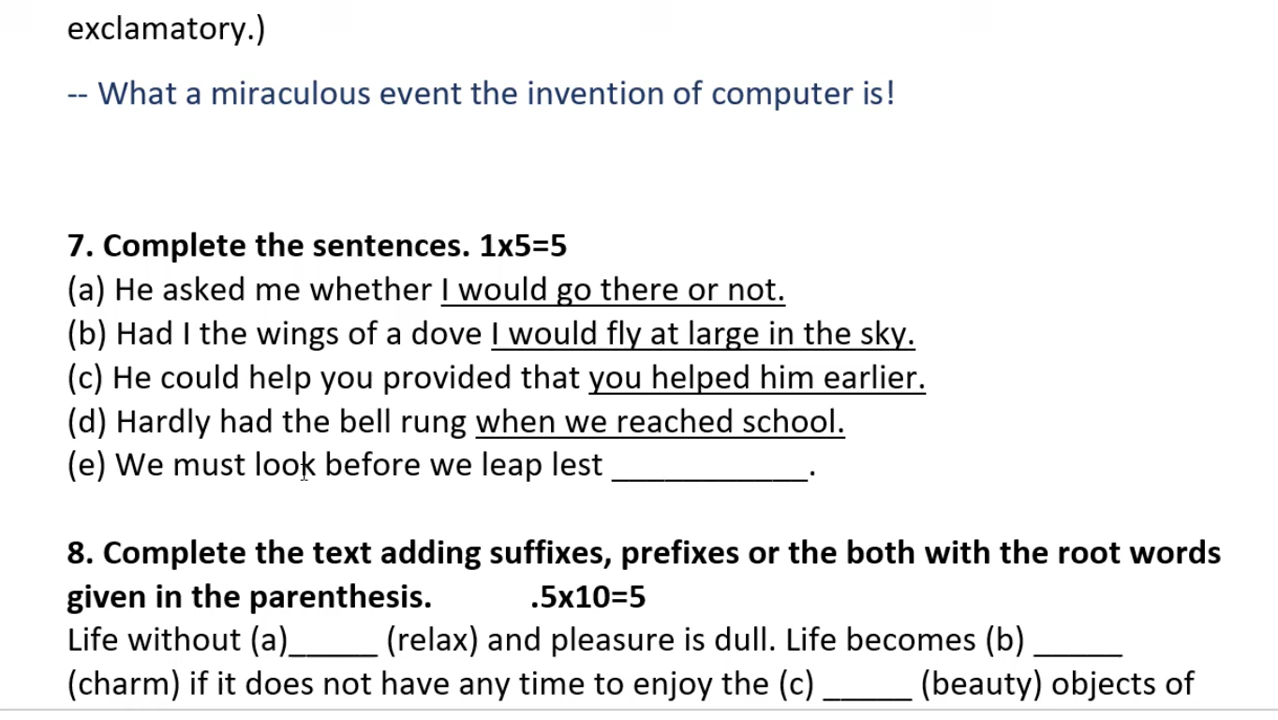 exclamatory.)
-- What a miraculous event the invention of computer is!
7. Complete the sentences. 1x5=5
(a) He asked me whether I would go there or not.
(b) Had I the wings of a dove I would fly at large in the sky.
(c) He could help you provided that you helped him earlier.
(d) Hardly had the bell rung when we reached school.
(e) We must look before we leap lest ___________.
8. Complete the text adding suffixes, prefixes or the both with the root words
given in the parenthesis. .5x10=5
Life without (a)_____ (relax) and pleasure is dull. Life becomes (b) _____
(charm) if it does not have any time to enjoy the (c) _____ (beauty) objects of